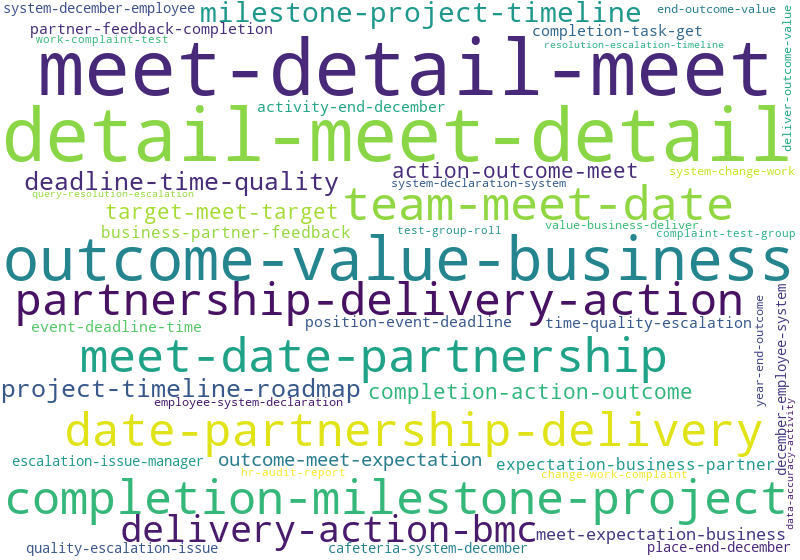 system-december-employee
milestone-project-timeline
end-outcome-value
partner-feedback-completion
completion-task-get
work-complaint-test
resolution-escalation-timeline
deliver-outcome-value
meet-detail-meet
activity-end-december
detail-meet-detail
action-outcome-meet
system-change-work
deadline-time-quality
system-declaration-system
query-resolution-escalation
team-meet-date
target-meet-target
value-business-deliver
test-group-roll
business-partner-feedback
complaint-test-group
outcome-value-business
partnership-delivery-action
december-employee-system
year-end-outcome
event-deadline-time
position-event-deadline
time-quality-escalation
meet-date-partnership
project-timeline-roadmap
completion-action-outcome
employee-system-declaration
data-accuracy-activity
date-partnership-delivery
escalation-issue-manager
outcome-meet-expectation
expectation-business-partner
hr-audit-report
change-work-complaint
completion-milestone-project
delivery-action-bmc
meet-expectation-business
quality-escalation-issue
cafeteria-system-december
place-end-december